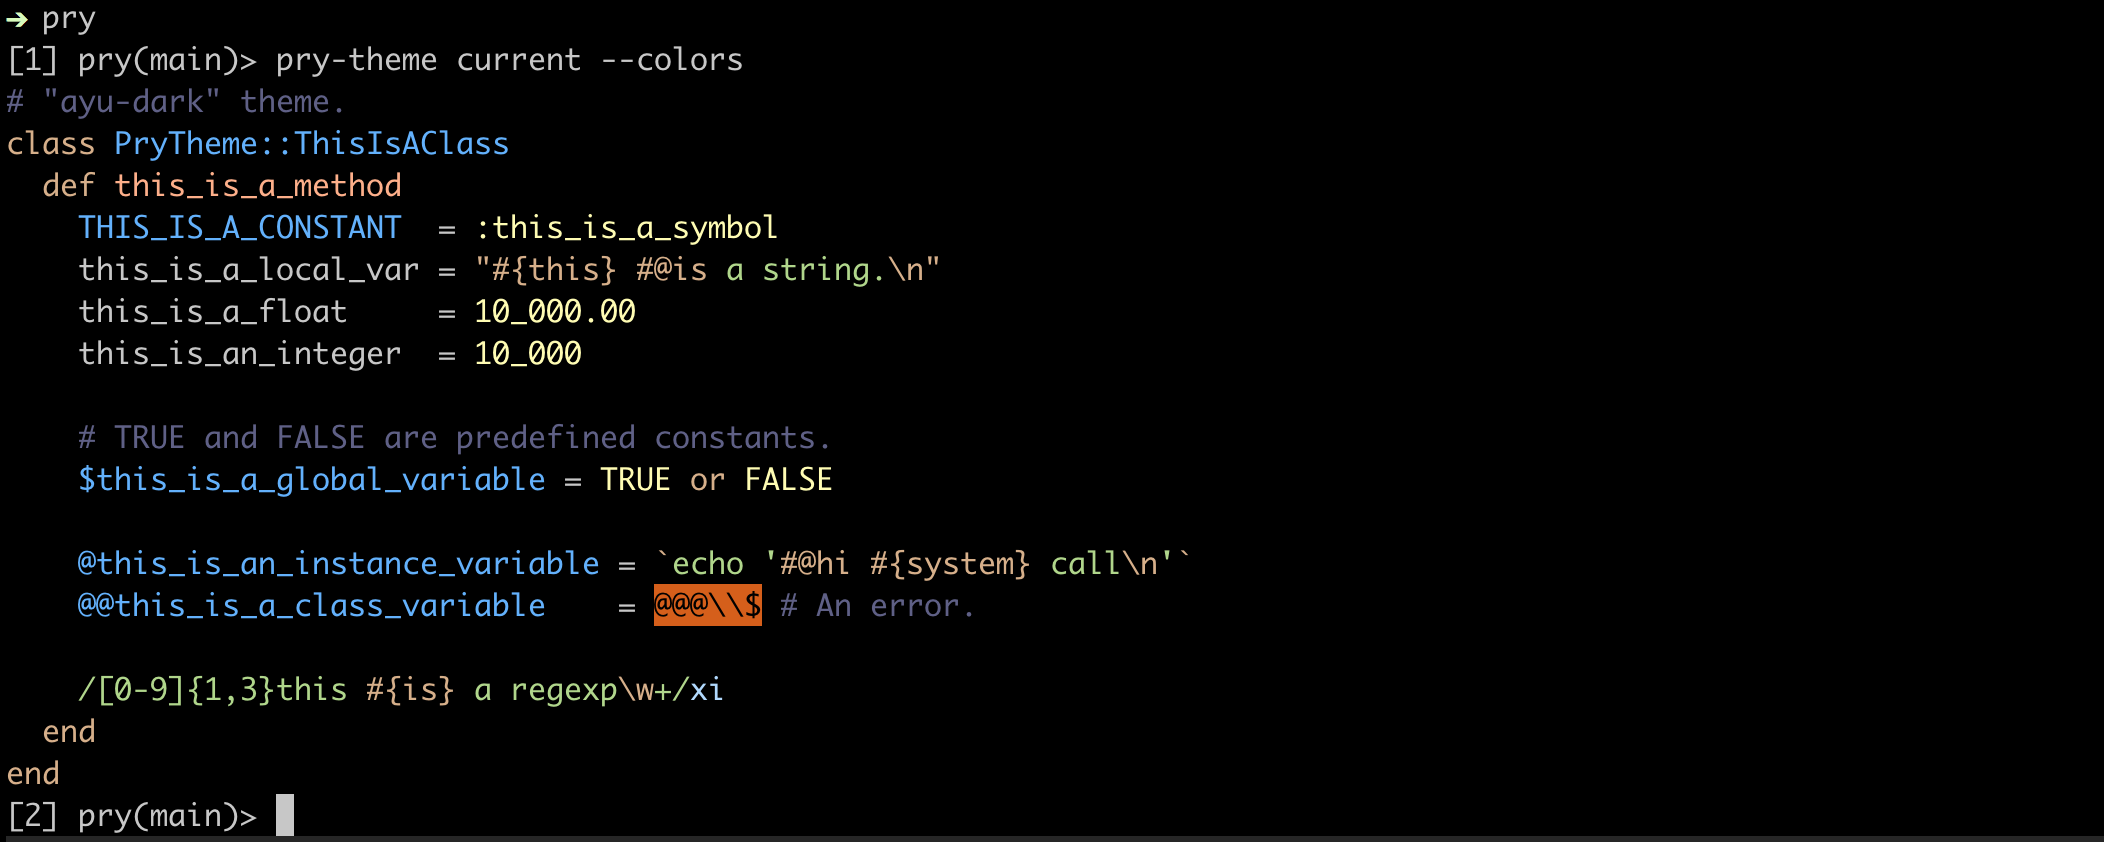 ➔ pry
[1] pry(main)> pry-theme current --colors
# "ayu-dark" theme.
class PryTheme::ThisIsAClass
  def this_is_a_method
    THIS_IS_A_CONSTANT  = :this_is_a_symbol
    this_is_a_local_var = "#{this} #@is a string.\n"
    this_is_a_float     = 10_000.00
    this_is_an_integer  = 10_000

    # TRUE and FALSE are predefined constants.
    $this_is_a_global_variable = TRUE or FALSE

    @this_is_an_instance_variable = `echo '#@hi #{system} call\n'`
    @@this_is_a_class_variable    = @@@\\$ # An error.

    /[0-9]{1,3}this #{is} a regexp\w+/xi
  end
end
[2] pry(main)>